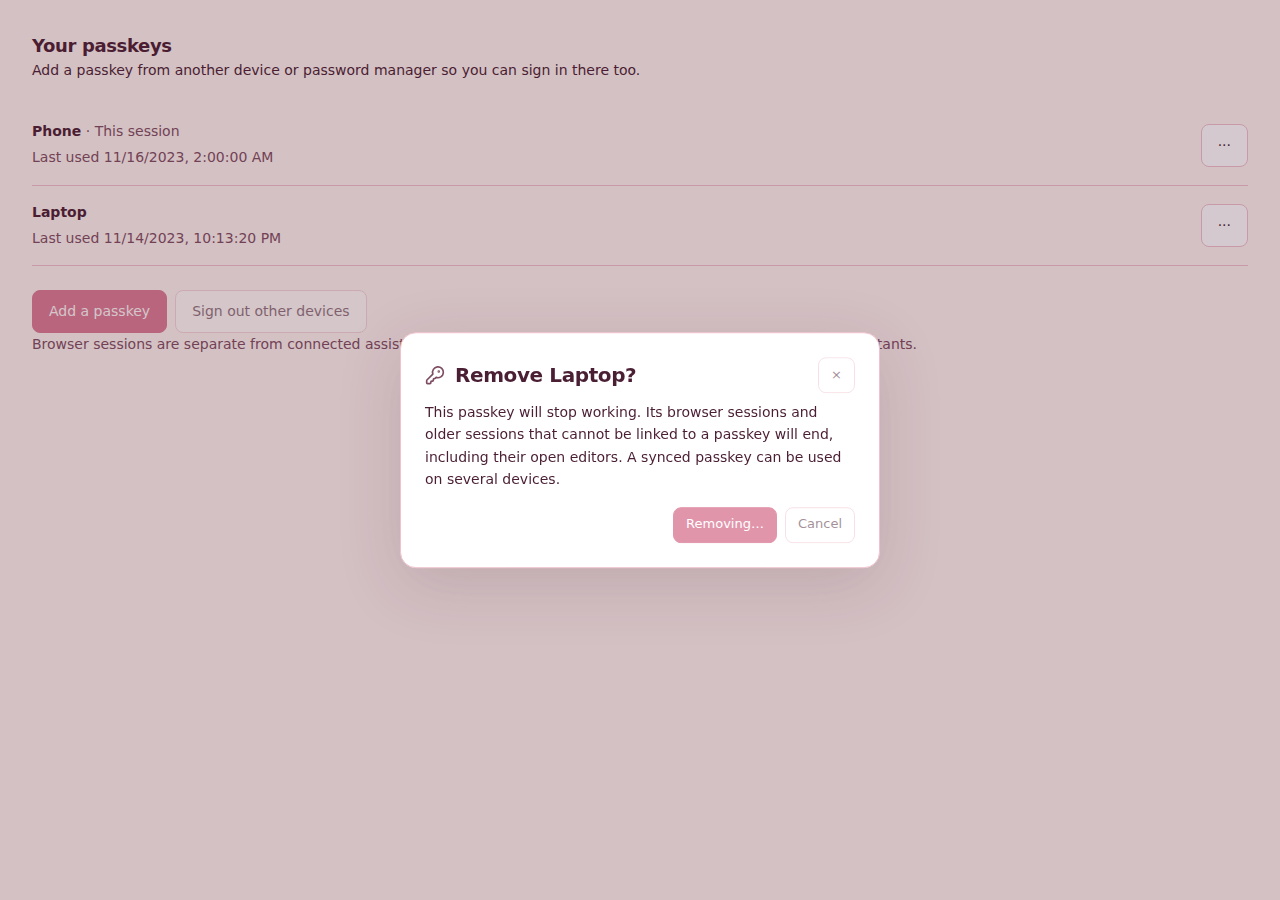 Your passkeys
Add a passkey from another device or password manager so you can sign in there too.
Phone · This session
...
Last used 11/16/2023, 2:00:00 AM
Laptop
...
Last used 11/14/2023, 10:13:20 PM
Add a passkey
Sign out other devices
Browser sessions are separate from connected
Remove Laptop?
×
This passkey will stop working. Its browser sessions and
older sessions that cannot be linked to a passkey will end,
including their open editors. A synced passkey can be used
on several devices.
Removing…
Cancel